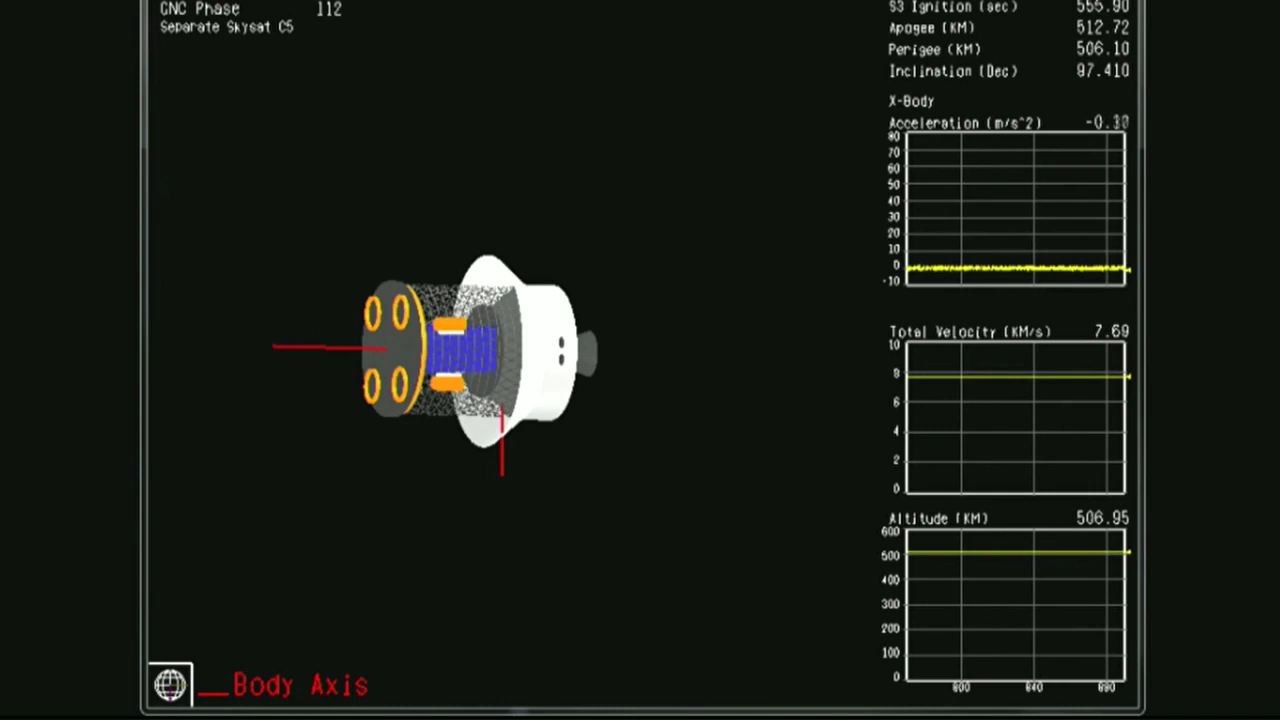 GNC Phase 112
Separate Skysat C5
S3 Ignition (sec) 555.90
Apogee (KM) 512.72
Perigee (KM) 506.10
Inclination (Dec) 97.410
X-Body
Acceleration (m/s^2) -0.30
80
70
60
50
40
30
20
10
0
-10
Total Velocity (KM/s) 7.69
10
8
6
4
2
0
Altitude (KM) 506.95
600
500
400
300
200
100
0
800 840 880
Body Axis